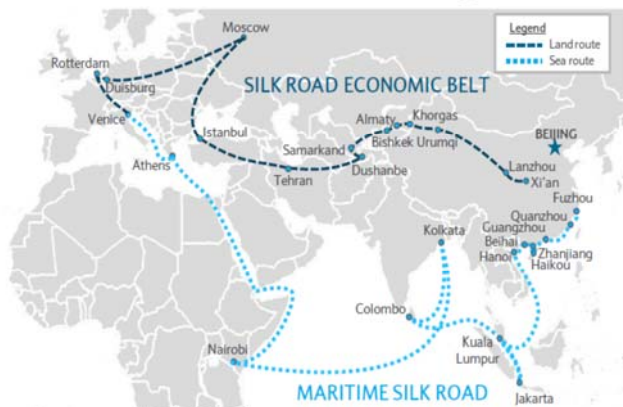 Legend
Land route
Sea route
Moscow
Rotterdam
Duisburg
SILK ROAD ECONOMIC BELT
Venice
Almaty
Khorgas
Istanbul
Bishkek
Urumqi
BEIJING
Samarkand
Athens
Dushanbe
Lanzhou
Tehran
Xi'an
Fuzhou
Quanzhou
Kolkata
Guangzhou
Beihai
Zhanjiang
Hanoi
Haikou
Colombo
Nairobi
Kuala
Lumpur
MARITIME SILK ROAD
Jakarta